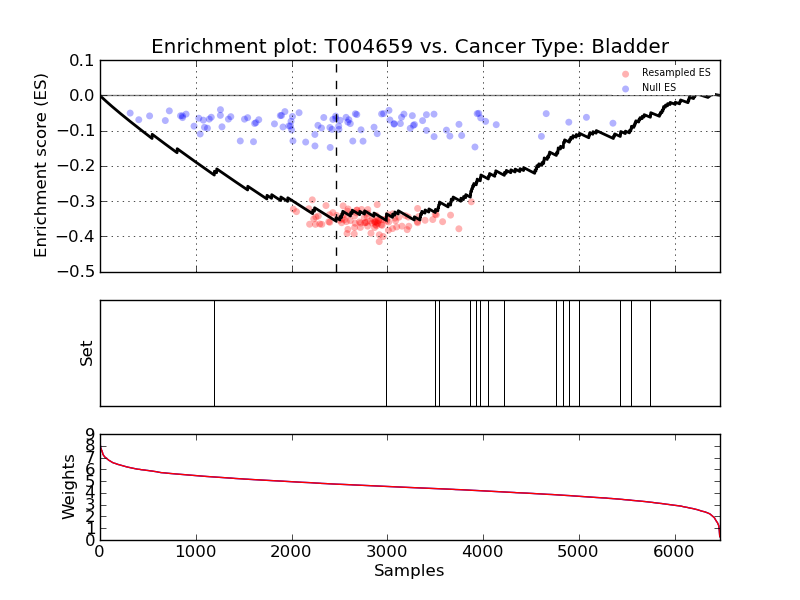 Enrichment plot: T004659 vs. Cancer Type: Bladder
Enrichment score (ES)
0.1
0.0
−0.1
−0.2
−0.3
−0.4
−0.5
Resampled ES
Null ES
Set
Weights
9
8
7
6
5
4
3
2
1
0
0 1000 2000 3000 4000 5000 6000
Samples